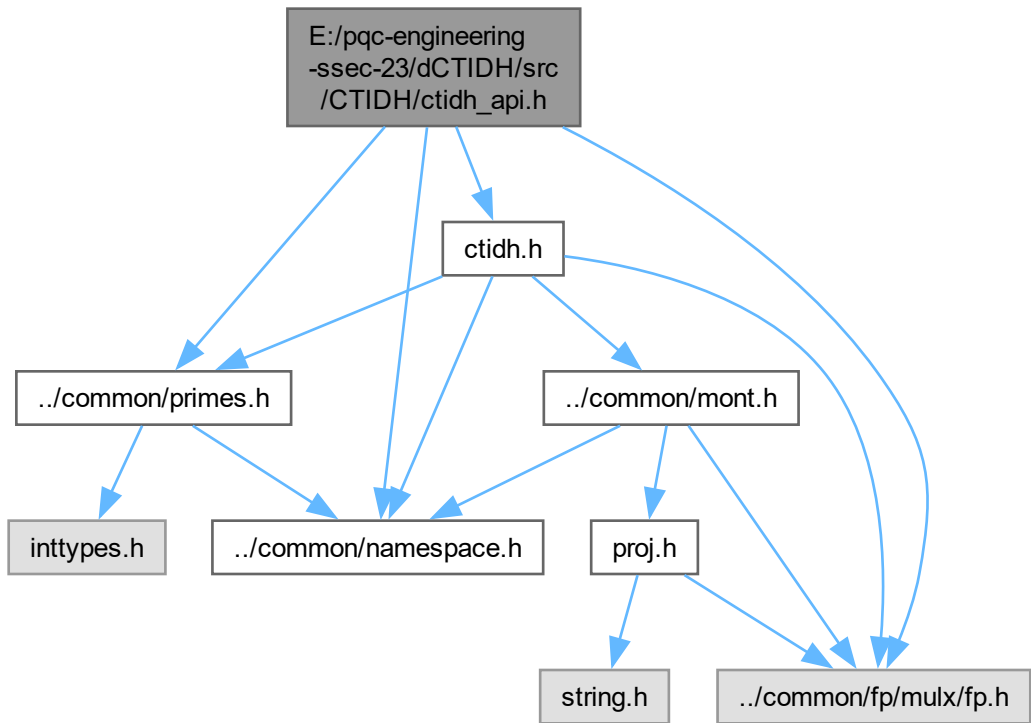 E:/pqc-engineering
-ssec-23/dCTIDH/src
/CTIDH/ctidh_api.h
ctidh.h
../common/primes.h
../common/mont.h
inttypes.h
../common/namespace.h
proj.h
string.h
../common/fp/mulx/fp.h